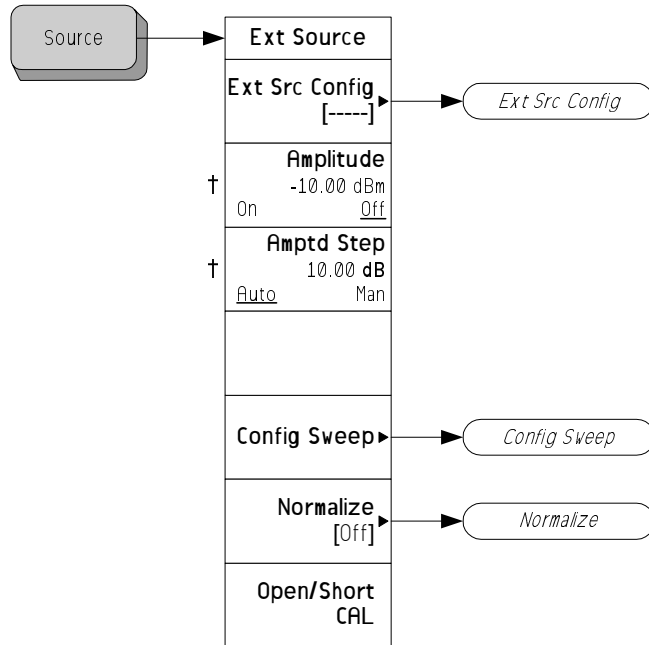 Source
Ext Source
Ext Src Config
[-----]
Ext Src Config
Amplitude
† -10.00 dBm
On Off
Amptd Step
† 10.00 dB
Auto Man
Config Sweep
Config Sweep
Normalize
[Off]
Normalize
Open/Short
CAL